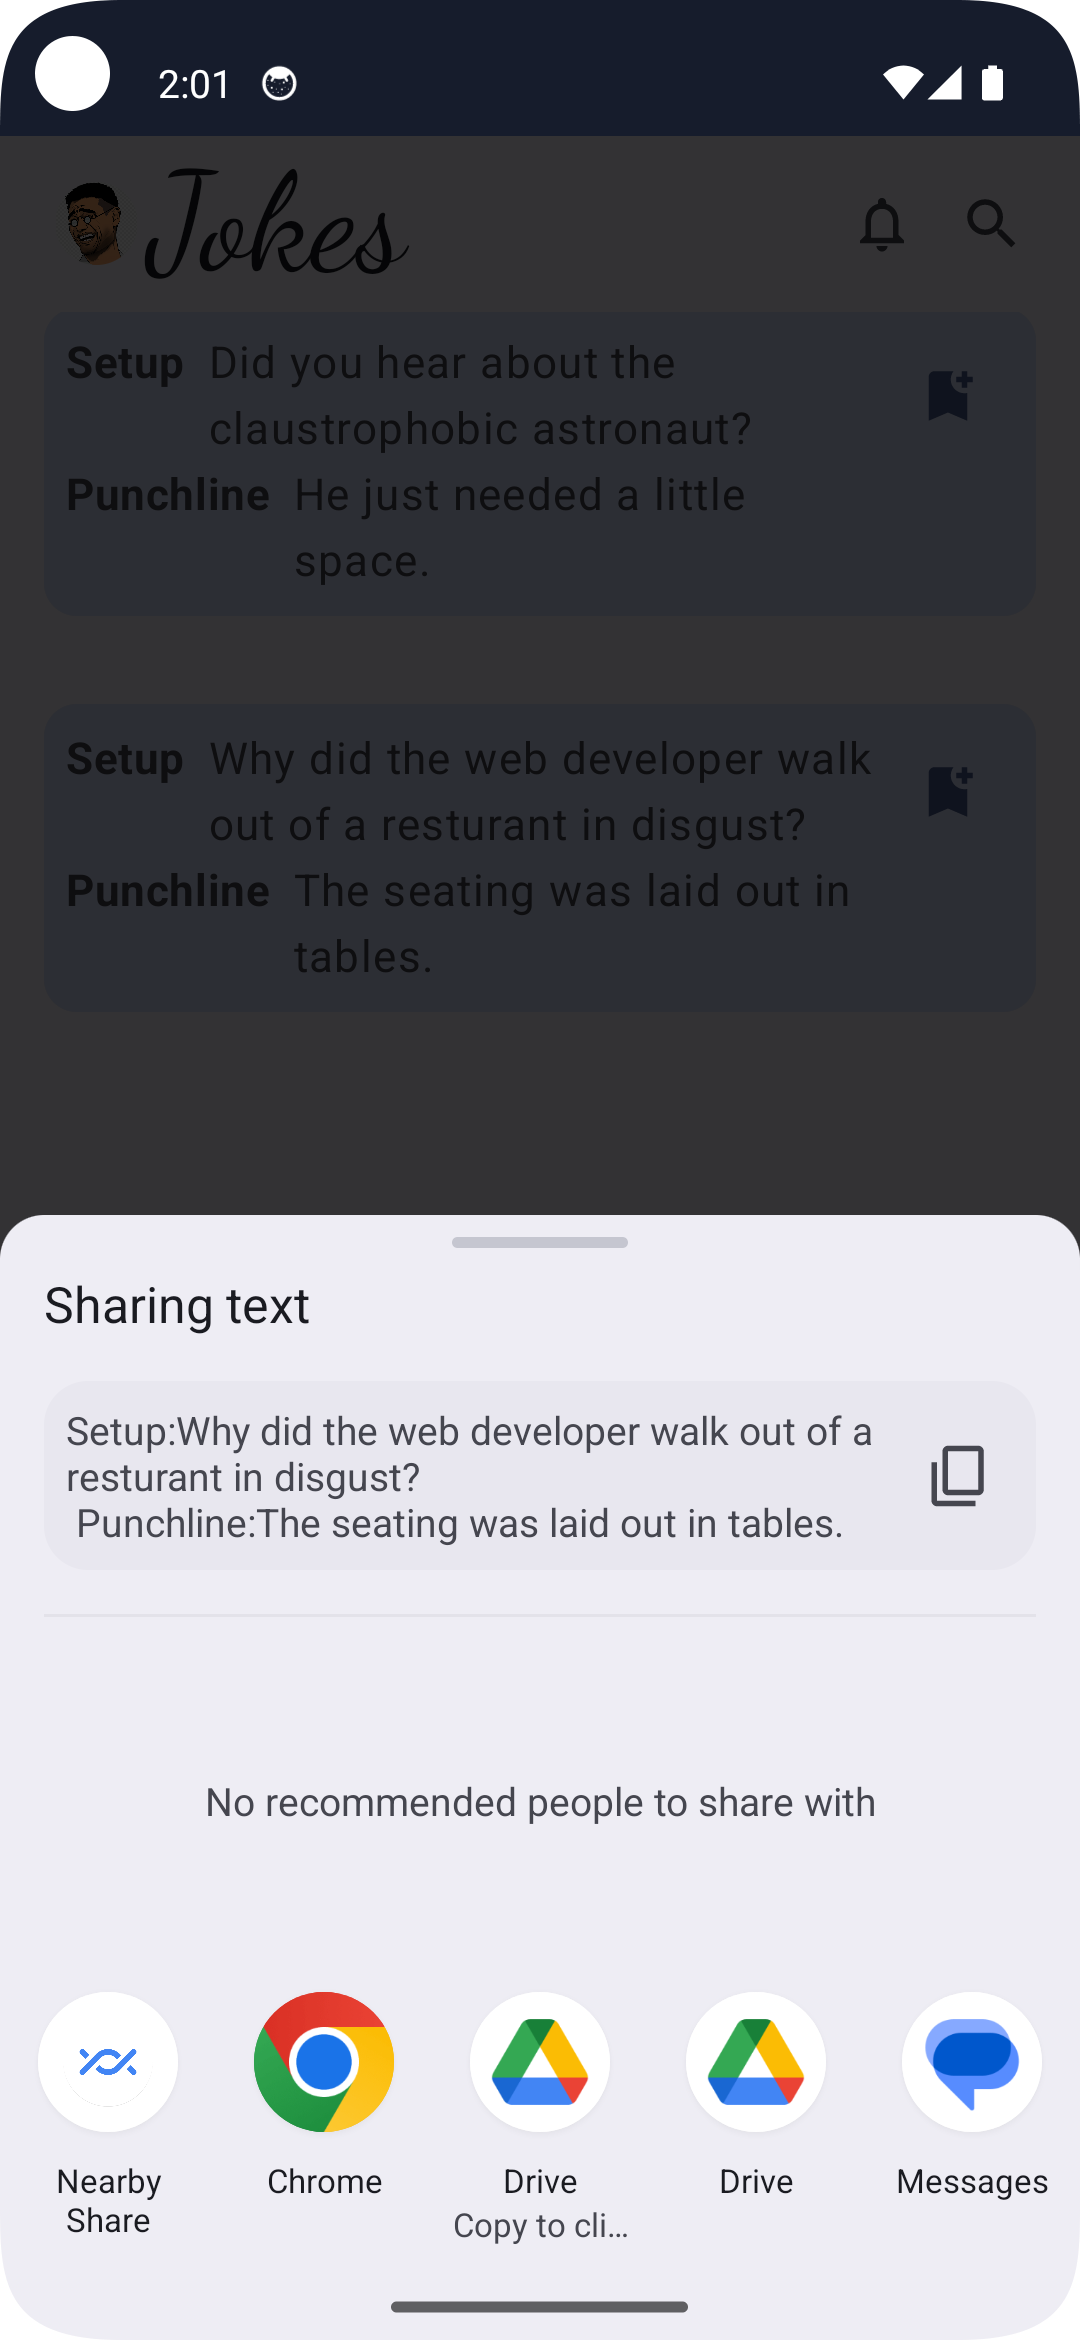 2:01
Jokes
Setup Did you hear about the
claustrophobic astronaut?
Punchline He just needed a little
space.
Setup Why did the web developer walk
out of a resturant in disgust?
Punchline The seating was laid out in
tables.
Sharing text
Setup:Why did the web developer walk out of a
resturant in disgust?
Punchline:The seating was laid out in tables.
No recommended people to share with
Nearby
Share
Chrome
Drive
Copy to cli...
Drive
Messages